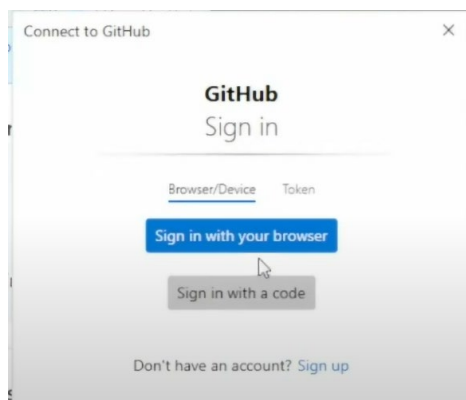 Connect to GitHub
GitHub
Sign in
Browser/Device Token
Sign in with your browser
Sign in with a code
Don't have an account? Sign up